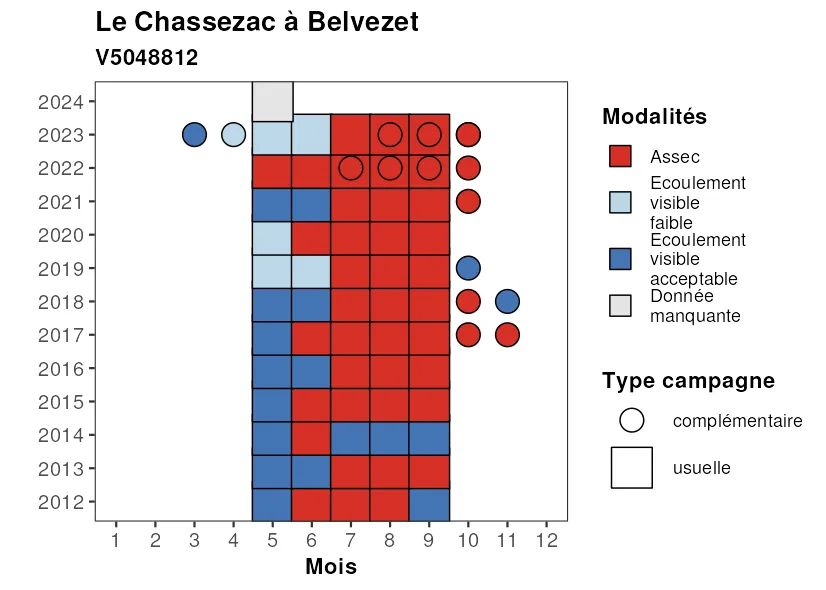 Le Chassezac à Belvezet
V5048812
2024
2023
2022
2021
2020
2019
2018
2017
2016
2015
2014
2013
2012
1 2 3 4 5 6 7 8 9 10 11 12
Mois
Modalités
Assec
Ecoulement
visible
faible
Ecoulement
visible
acceptable
Donnée
manquante
Type campagne
complémentaire
usuelle